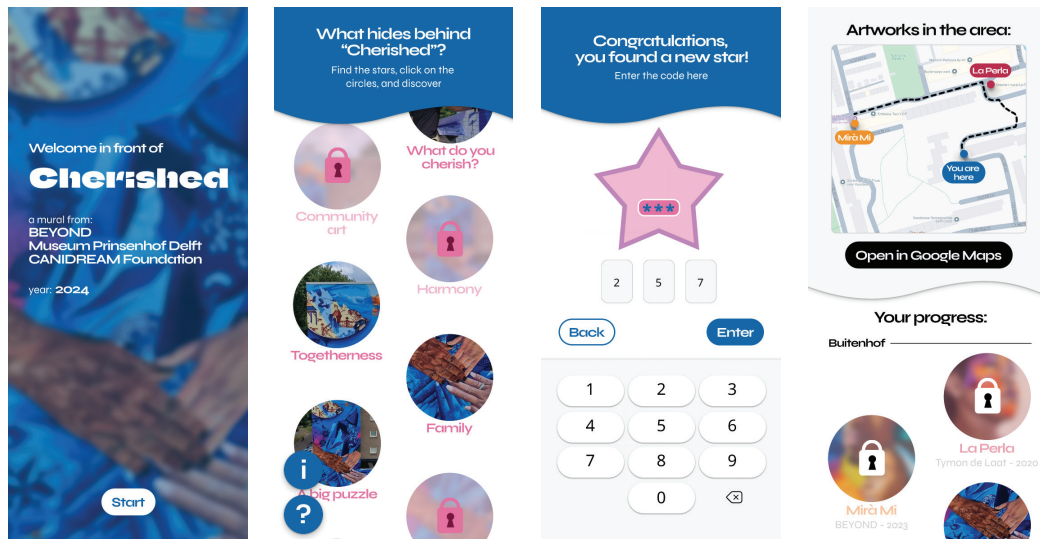 Welcome in front of
Cherished
a mural from:
BEYOND
Museum Prinsenhof Delft
CANIDREAM Foundation
year: 2024
Start
What hides behind
“Cherished”?
Find the stars, click on the
circles, and discover
What do you
cherish?
Community
art
Harmony
Togetherness
Family
i
A big puzzle
?
Congratulations,
you found a new star!
Enter the code here
***
2 5 7
Back Enter
1 2 3
4 5 6
7 8 9
0
Artworks in the area:
La Perla
Mirà Mi
You are
here
Open in Google Maps
Your progress:
Buitenhof
La Perla
Tymon de Laat - 2020
Mirà Mi
BEYOND - 2023